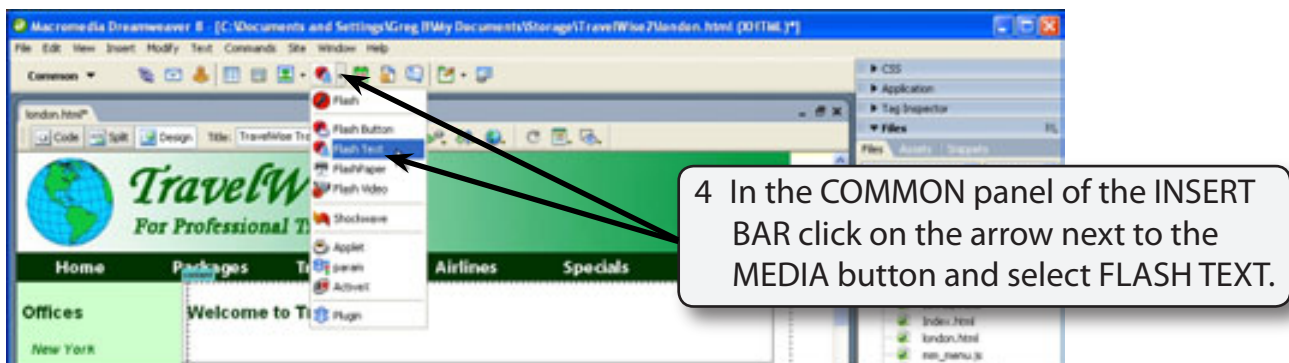 Macromedia Dreamweaver 8 - [C:\Documents and Settings\Greg B\My Documents\Storage\TravelWise2\london.html (XHTML)*]
File Edit View Insert Modify Text Commands Site Window Help
Common
CSS
Application
Tag Inspector
Files
Files Assets Snippets
london.html*
Code Split Design Title: TravelWise Tra
Flash
Flash Button
Flash Text
FlashPaper
Flash Video
Shockwave
Applet
param
ActiveX
Plugin
TravelW
For Professional T
Home Packages T Airlines Specials
Offices
Welcome to T
New York
4 In the COMMON panel of the INSERT
BAR click on the arrow next to the
MEDIA button and select FLASH TEXT.
Index.html
london.html
mm_menu.js